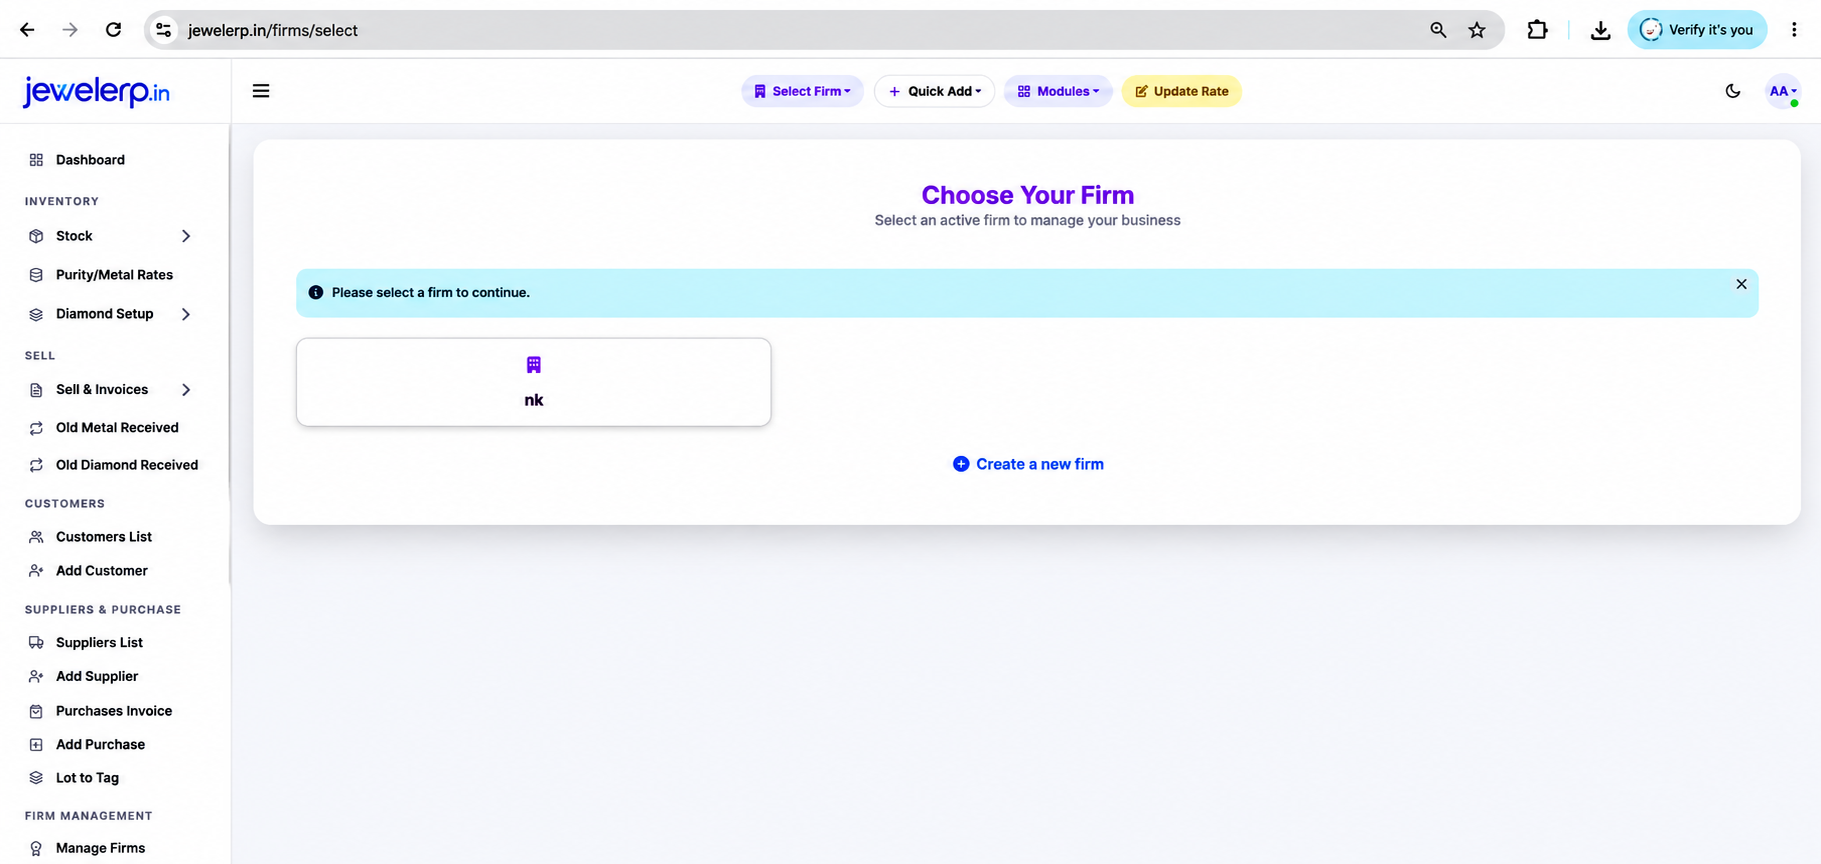 jewelerp.in/firms/select
Verify it's you
jewelerp.in
Select Firm
Quick Add
Modules
Update Rate
AA
Dashboard
INVENTORY
Stock
Purity/Metal Rates
Diamond Setup
SELL
Sell & Invoices
Old Metal Received
Old Diamond Received
CUSTOMERS
Customers List
Add Customer
SUPPLIERS & PURCHASE
Suppliers List
Add Supplier
Purchases Invoice
Add Purchase
Lot to Tag
FIRM MANAGEMENT
Manage Firms
Choose Your Firm
Select an active firm to manage your business
Please select a firm to continue.
nk
Create a new firm